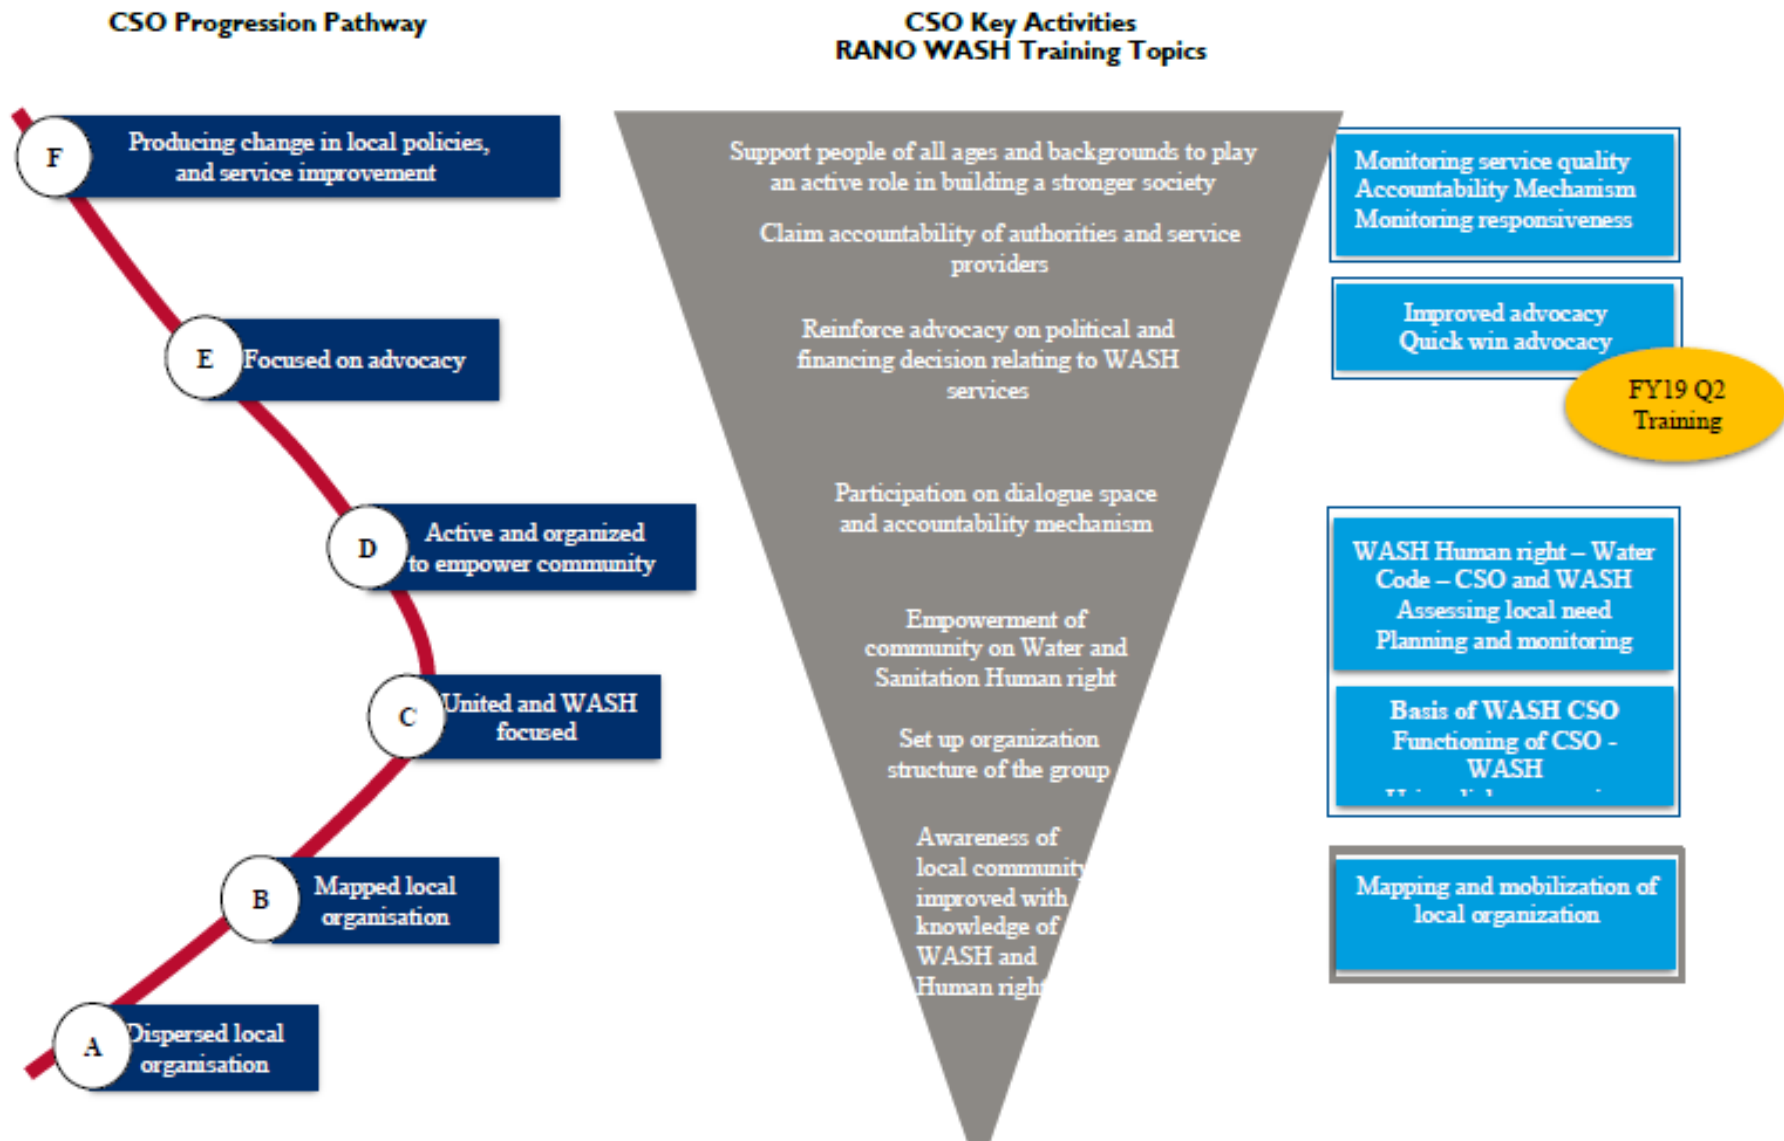 CSO Progression Pathway
F
Producing change in local policies,
and service improvement
E
Focused on advocacy
D
Active and organized
to empower community
C
United and WASH
focused
B
Mapped local
organisation
A
Dispersed local
organisation
CSO Key Activities
RANO WASH Training Topics
Support people of all ages and backgrounds to play
an active role in building a stronger society
Claim accountability of authorities and service
providers
Reinforce advocacy on political and
financing decision relating to WASH
services
Participation on dialogue space
and accountability mechanism
Empowerment of
community on Water and
Sanitation Human right
Set up organization
structure of the group
Awareness of
local community
improved with
knowledge of
WASH and
Human right
Monitoring service quality
Accountability Mechanism
Monitoring responsiveness
Improved advocacy
Quick win advocacy
FY19 Q2
Training
WASH Human right – Water
Code – CSO and WASH
Assessing local need
Planning and monitoring
Basis of WASH CSO
Functioning of CSO -
WASH
Mapping and mobilization of
local organization